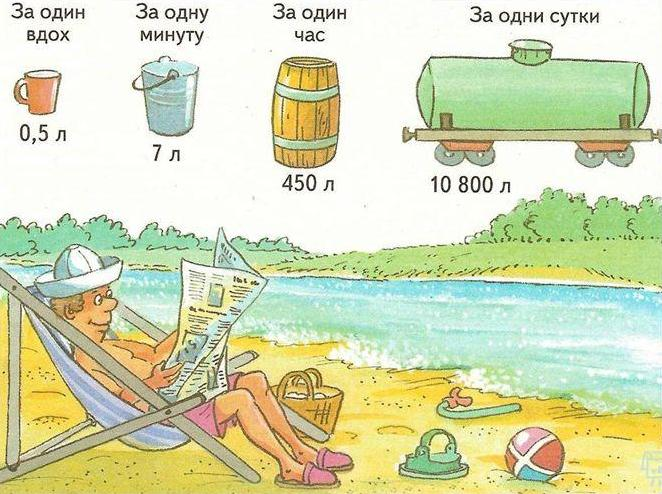 За один
вдох
0,5 л
За одну
минуту
7 л
За один
час
450 л
За одни сутки
10 800 л